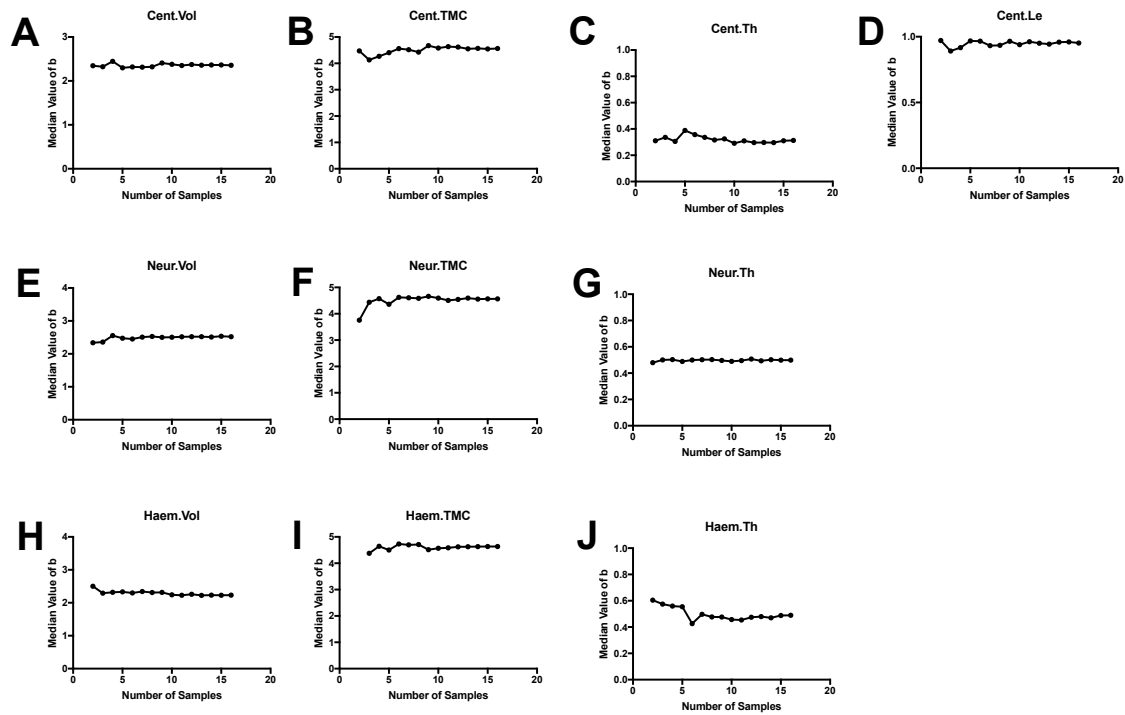 A
Cent.Vol
Median Value of b
3
2
1
0
0 5 10 15 20
Number of Samples
B
Cent.TMC
Median Value of b
5
4
3
2
1
0
0 5 10 15 20
Number of Samples
C
Cent.Th
Median Value of b
1.0
0.8
0.6
0.4
0.2
0.0
0 5 10 15 20
Number of Samples
D
Cent.Le
Median Value of b
1.0
0.5
0.0
0 5 10 15 20
Number of Samples
E
Neur.Vol
Median Value of b
4
3
2
1
0
0 5 10 15 20
Number of Samples
F
Neur.TMC
Median Value of b
5
4
3
2
1
0
0 5 10 15 20
Number of Samples
G
Neur.Th
Median Value of b
1.0
0.8
0.6
0.4
0.2
0.0
0 5 10 15 20
Number of Samples
H
Haem.Vol
Median Value of b
4
3
2
1
0
0 5 10 15 20
Number of Samples
I
Haem.TMC
Median Value of b
5
4
3
2
1
0
0 5 10 15 20
Number of Samples
J
Haem.Th
Median Value of b
1.0
0.8
0.6
0.4
0.2
0.0
0 5 10 15 20
Number of Samples